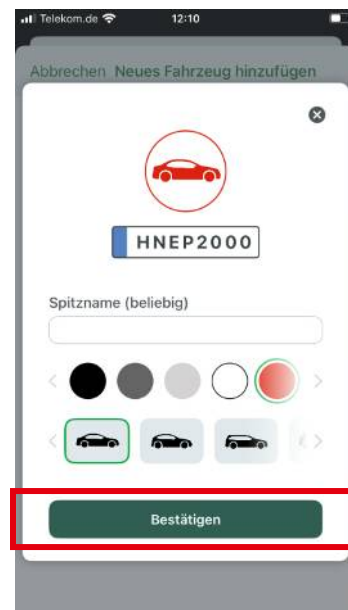 Telekom.de 12:10
Abbrechen Neues Fahrzeug hinzufügen
HNEP2000
Spitzname (beliebig)
Bestätigen